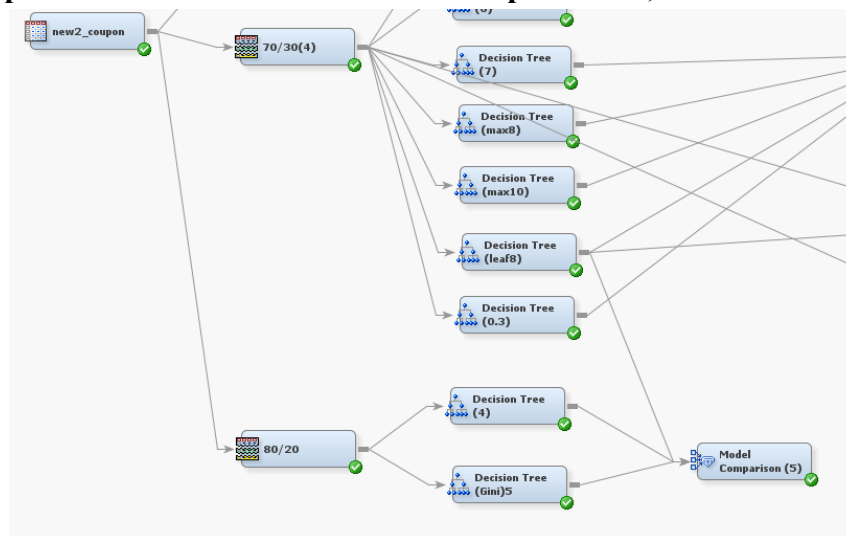 (6)
new2_coupon
70/30(4)
Decision Tree
(7)
Decision Tree
(max8)
Decision Tree
(max10)
Decision Tree
(leaf8)
Decision Tree
(0.3)
Decision Tree
(4)
80/20
Model
Comparison (5)
Decision Tree
(Gini)5